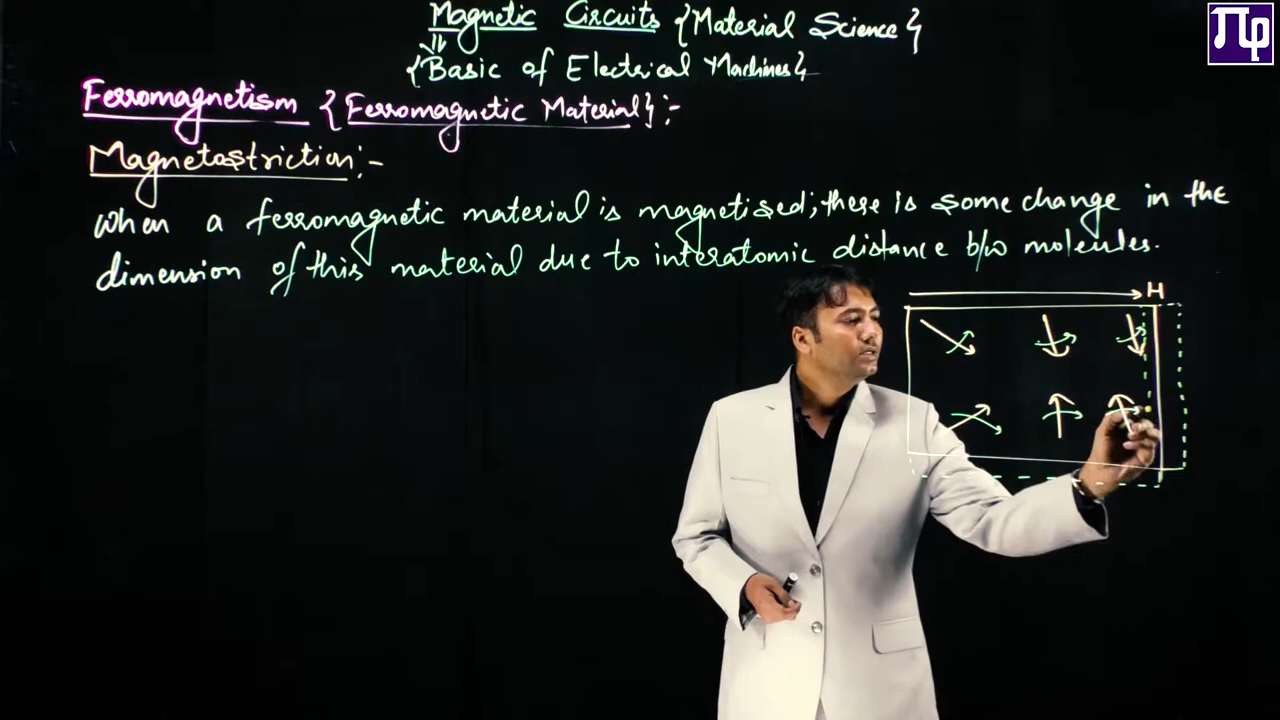 Magnetic Circuits {Material Science}
{Basic of Electrical Machines}
Ferromagnetism {Ferromagnetic Material}:-
Magnetostriction:-
When a ferromagnetic material is magnetised; there is some change in the
dimension of this material due to interatomic distance b/w molecules.
H
πφ